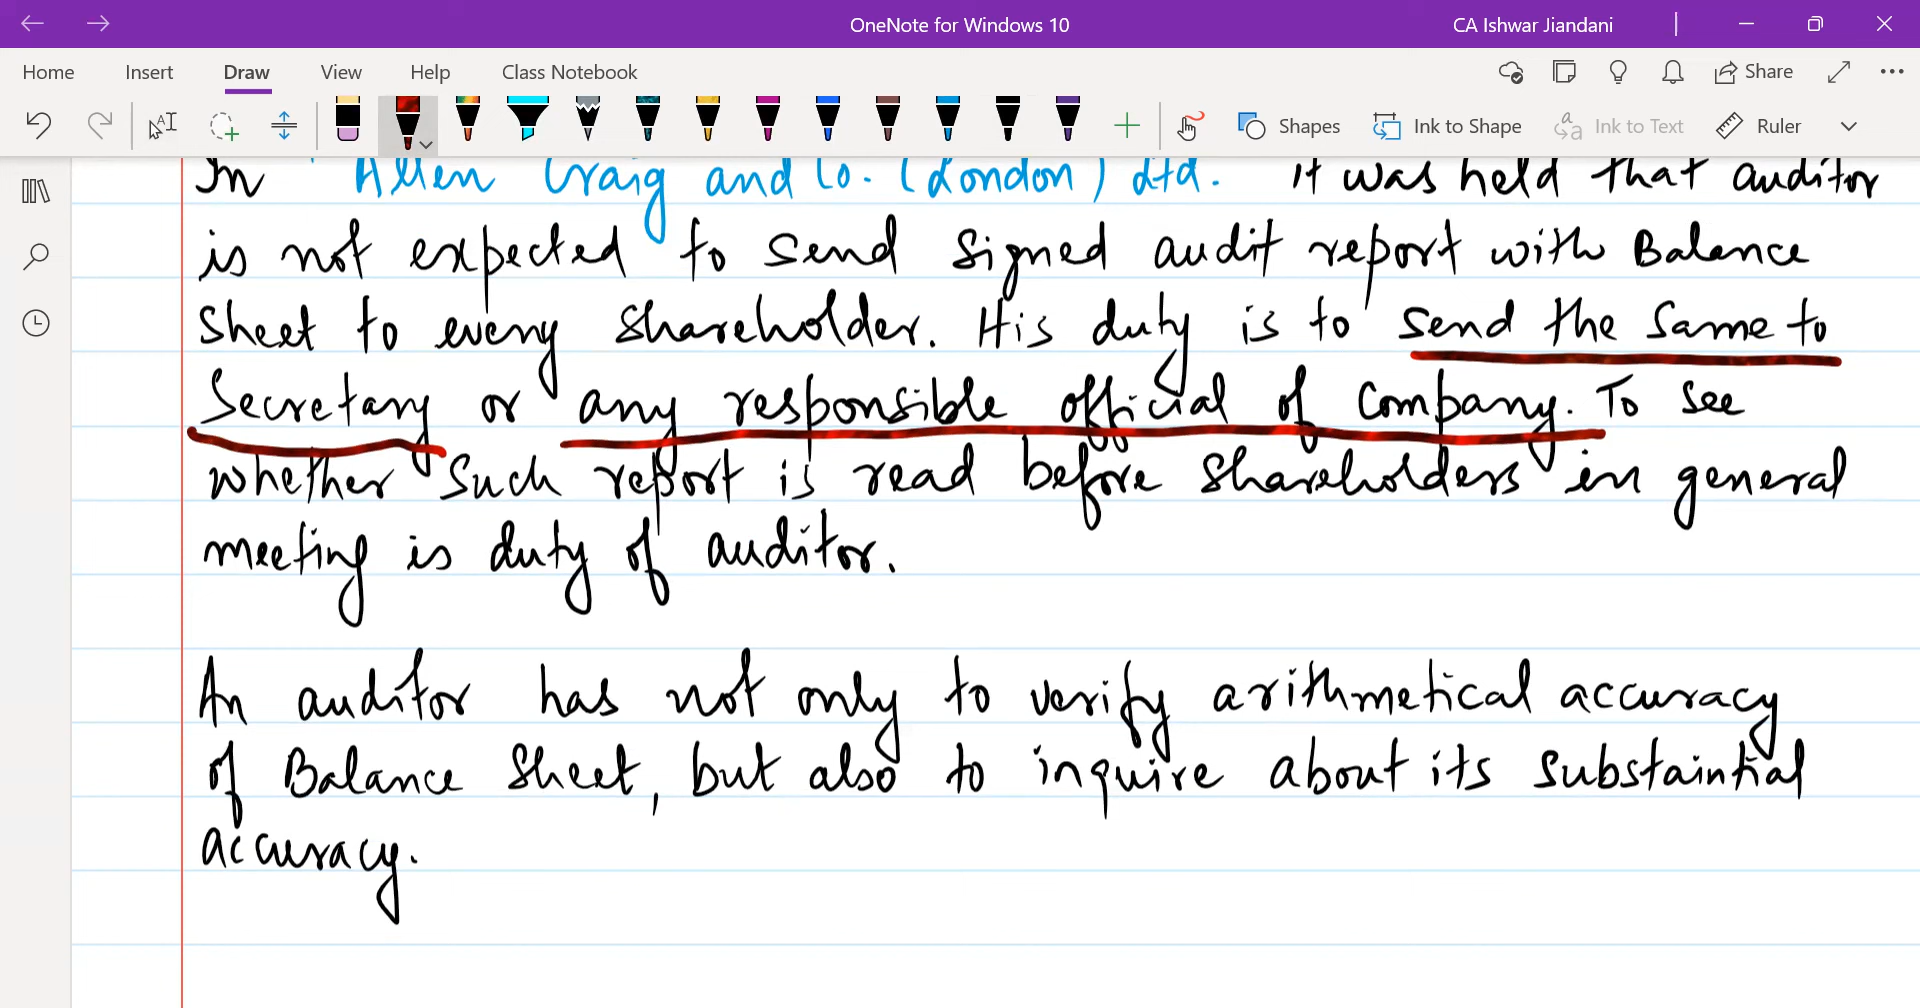 OneNote for Windows 10
CA Ishwar Jiandani
Home Insert Draw View Help Class Notebook
Share
Shapes Ink to Shape Ink to Text Ruler
In "Allen Craig and Co. (London) Ltd. It was held that auditor
is not expected to send signed audit report with Balance
Sheet to every shareholder. His duty is to send the same to
Secretary or any responsible official of Company. To see
whether such report is read before shareholders in general
meeting is duty of auditor.
An auditor has not only to verify arithmetical accuracy
of Balance Sheet, but also to inquire about its substaintial
accuracy.